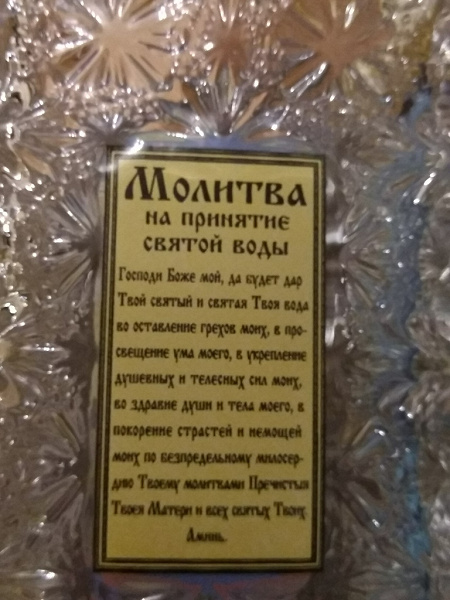 Молитва
на принятие
святой воды
Господи Боже мой, да будет дар
Твой святый и святая Твоя вода
во оставление грехов моих, в про-
свещение ума моего, в укрепление
душевных и телесных сил моих,
во здравие души и тела моего, в
покорение страстей и немощей
моих по безпредельному милосер-
дию Твоему молитвами Пречистыя
Твоея Матери и всех святых Твоих.
Аминь.